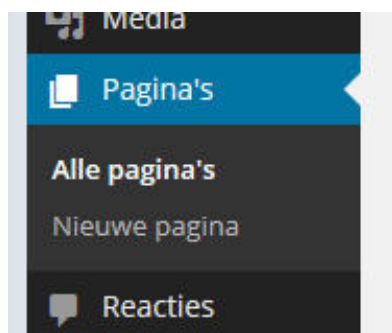 Media
Pagina's
Alle pagina's
Nieuwe pagina
Reacties